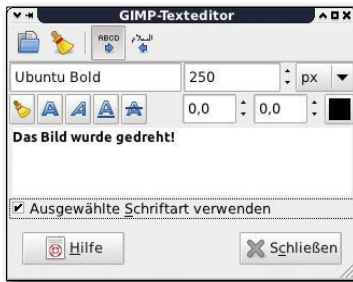 GIMP-Texteditor
ABCD السلام
Ubuntu Bold 250 px
0,0 0,0
Das Bild wurde gedreht!
Ausgewählte Schriftart verwenden
Hilfe Schließen